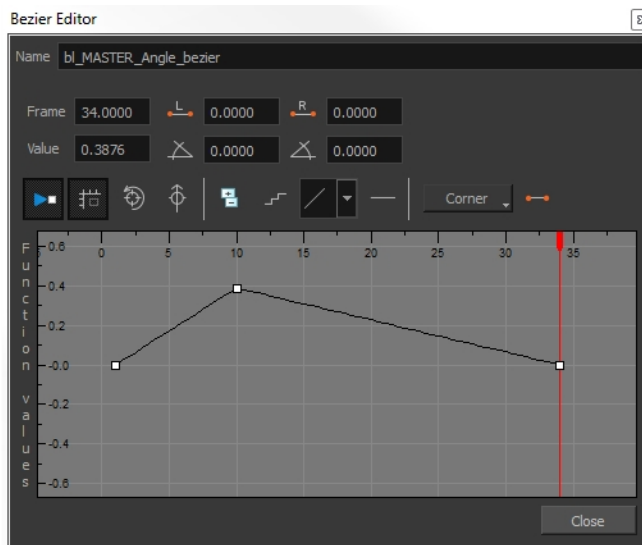 Bezier Editor
Name bl_MASTER_Angle_bezier
Frame 34.0000 L 0.0000 R 0.0000
Value 0.3876 0.0000 0.0000
Corner
0.6
0 5 10 15 20 25 30 35
0.4
0.2
-0.0
-0.2
-0.4
-0.6
Function values
Close